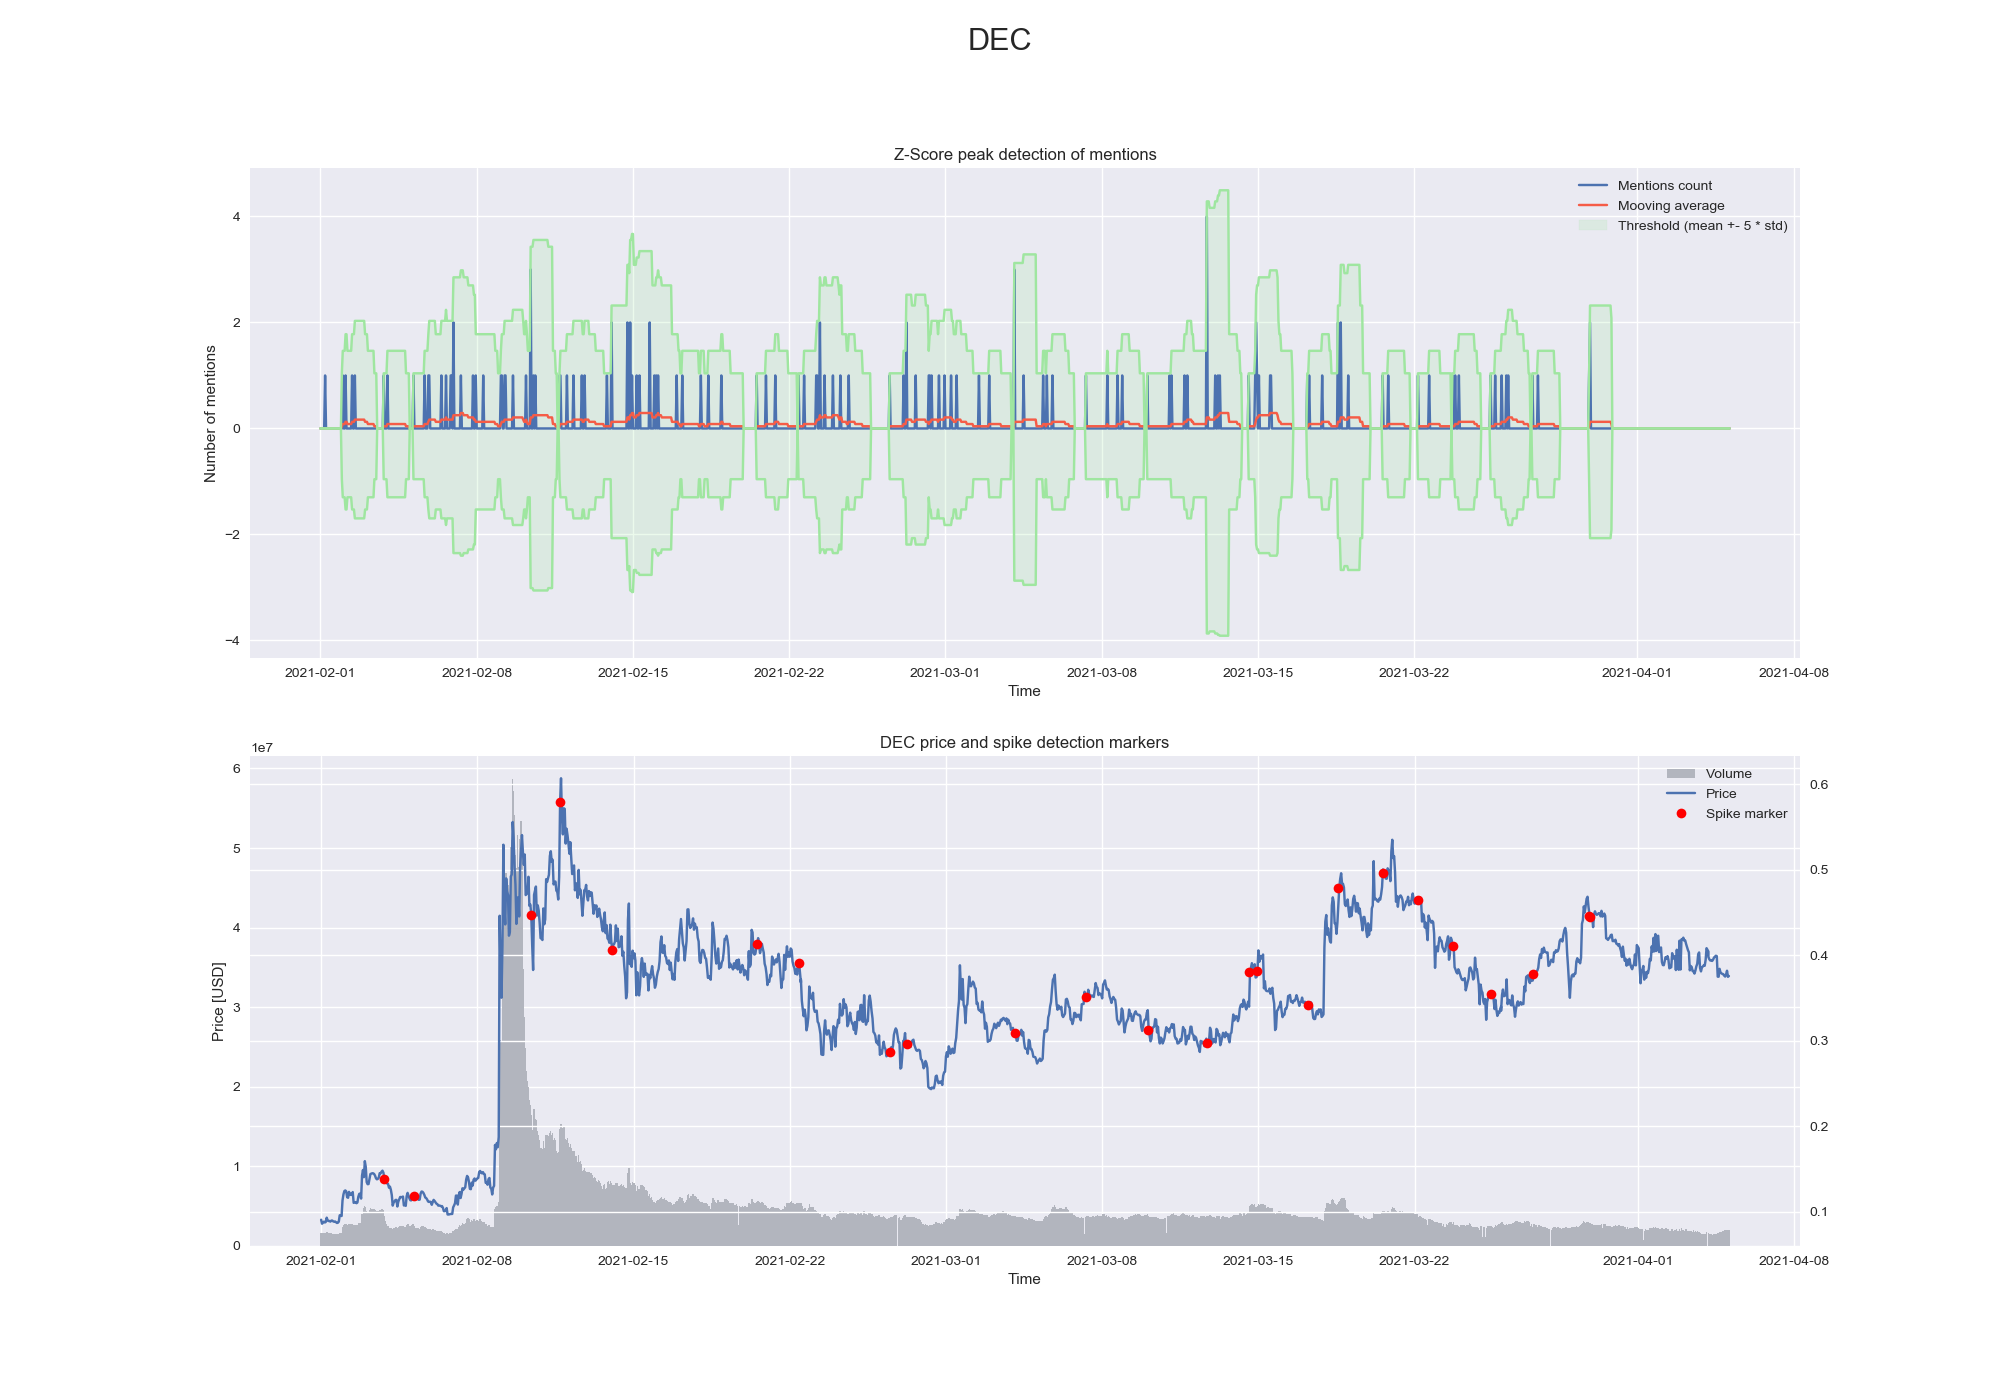 DEC
Z-Score peak detection of mentions
Mentions count
Mooving average
Threshold (mean +- 5 * std)
Number of mentions
4
2
0
−2
−4
2021-02-01 2021-02-08 2021-02-15 2021-02-22 2021-03-01 2021-03-08 2021-03-15 2021-03-22 2021-04-01 2021-04-08
Time
DEC price and spike detection markers
1e7
Volume
Price
Spike marker
Price [USD]
6
5
4
3
2
1
0
0.6
0.5
0.4
0.3
0.2
0.1
2021-02-01 2021-02-08 2021-02-15 2021-02-22 2021-03-01 2021-03-08 2021-03-15 2021-03-22 2021-04-01 2021-04-08
Time